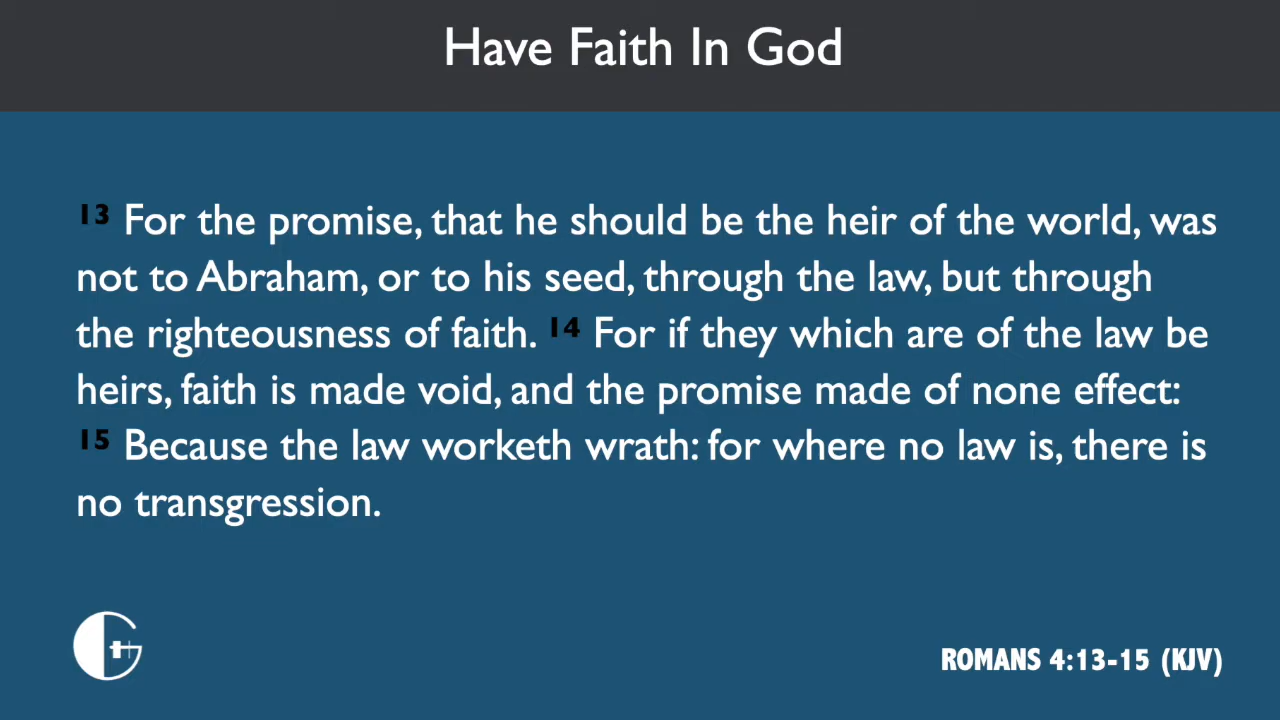 Have Faith In God
13 For the promise, that he should be the heir of the world, was
not to Abraham, or to his seed, through the law, but through
the righteousness of faith. 14 For if they which are of the law be
heirs, faith is made void, and the promise made of none effect:
15 Because the law worketh wrath: for where no law is, there is
no transgression.
ROMANS 4:13-15 (KJV)